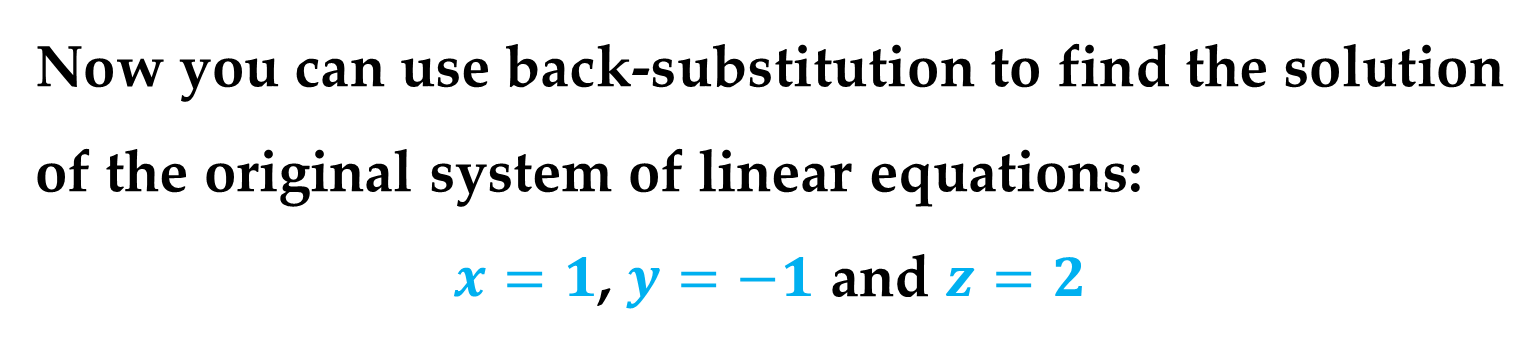 Now you can use back-substitution to find the solution
of the original system of linear equations:
x = 1, y = −1 and z = 2